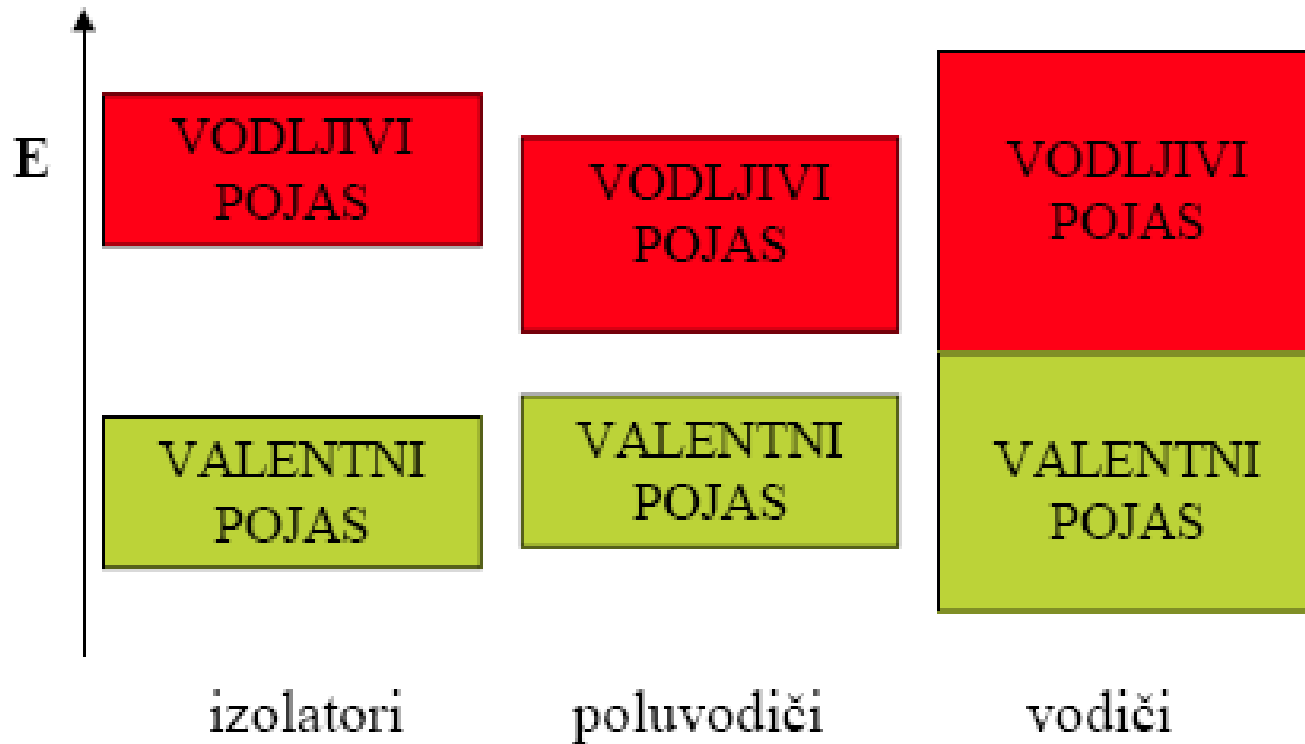 E
VODLJIVI
POJAS
VODLJIVI
POJAS
VODLJIVI
POJAS
VALENTNI
POJAS
VALENTNI
POJAS
VALENTNI
POJAS
izolatori
poluvodiči
vodiči